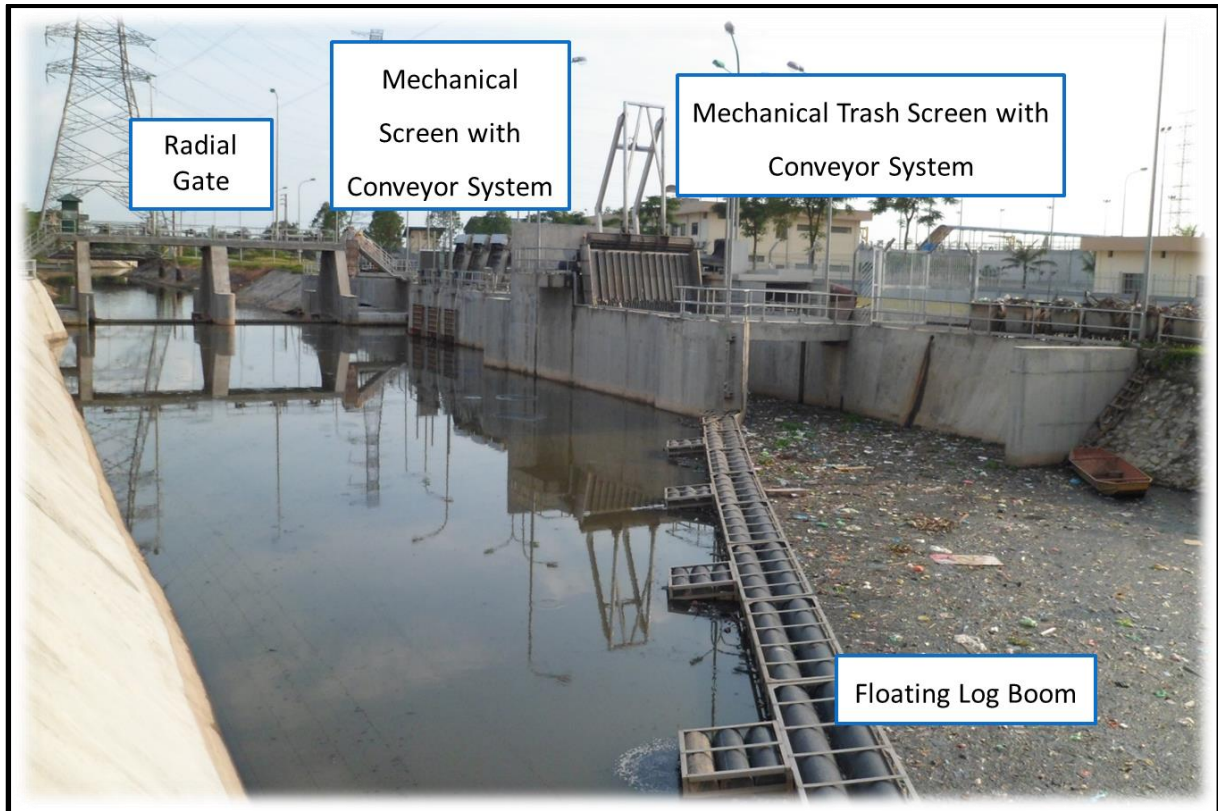 Radial
Gate
Mechanical
Screen with
Conveyor System
Mechanical Trash Screen with
Conveyor System
Floating Log Boom